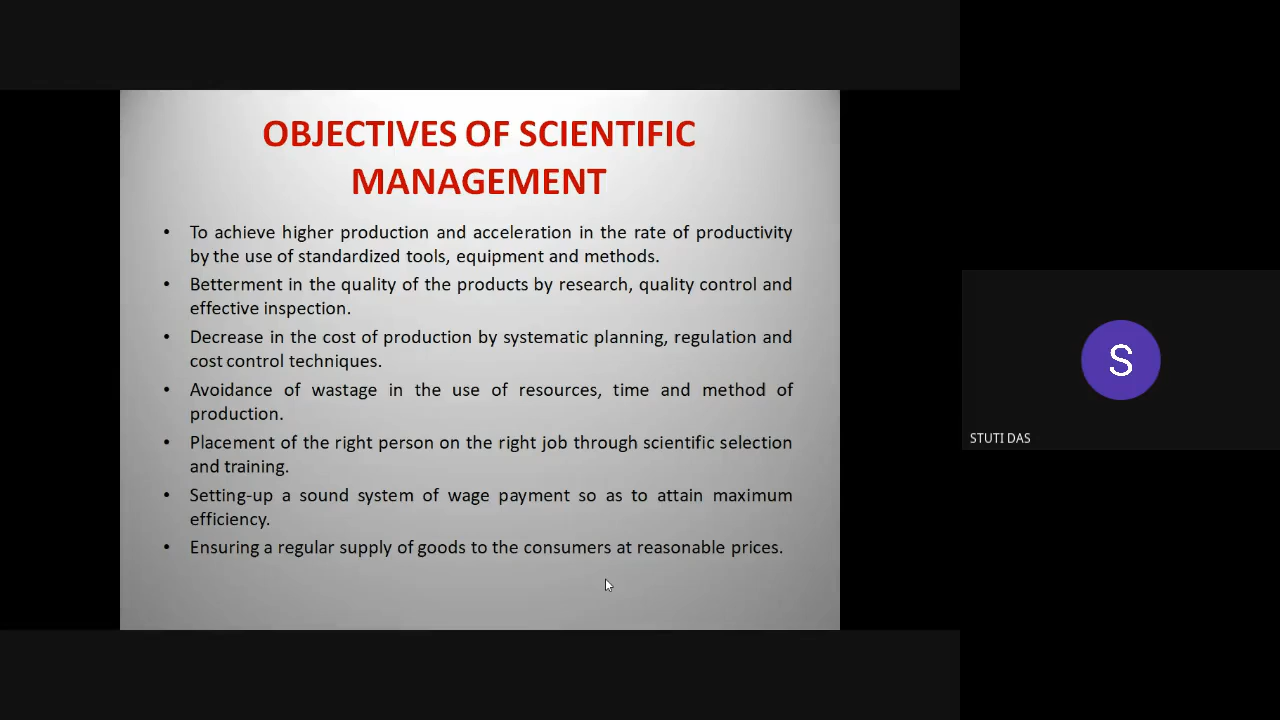 OBJECTIVES OF SCIENTIFIC
MANAGEMENT
• To achieve higher production and acceleration in the rate of productivity
by the use of standardized tools, equipment and methods.
• Betterment in the quality of the products by research, quality control and
effective inspection.
• Decrease in the cost of production by systematic planning, regulation and
cost control techniques.
• Avoidance of wastage in the use of resources, time and method of
production.
• Placement of the right person on the right job through scientific selection
and training.
• Setting-up a sound system of wage payment so as to attain maximum
efficiency.
• Ensuring a regular supply of goods to the consumers at reasonable prices.
S
STUTI DAS